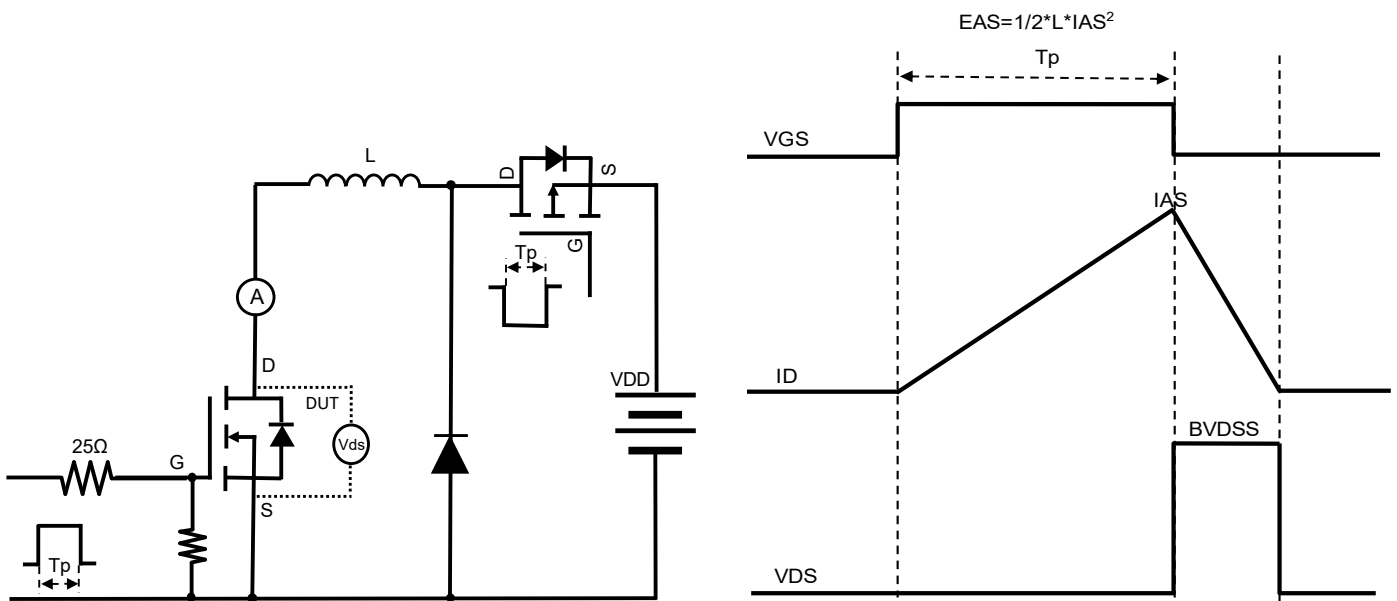 L
D
S
G
Tp
A
D
VDD
DUT
Vds
25Ω
G
S
Tp
EAS=1/2*L*IAS²
Tp
VGS
IAS
ID
BVDSS
VDS